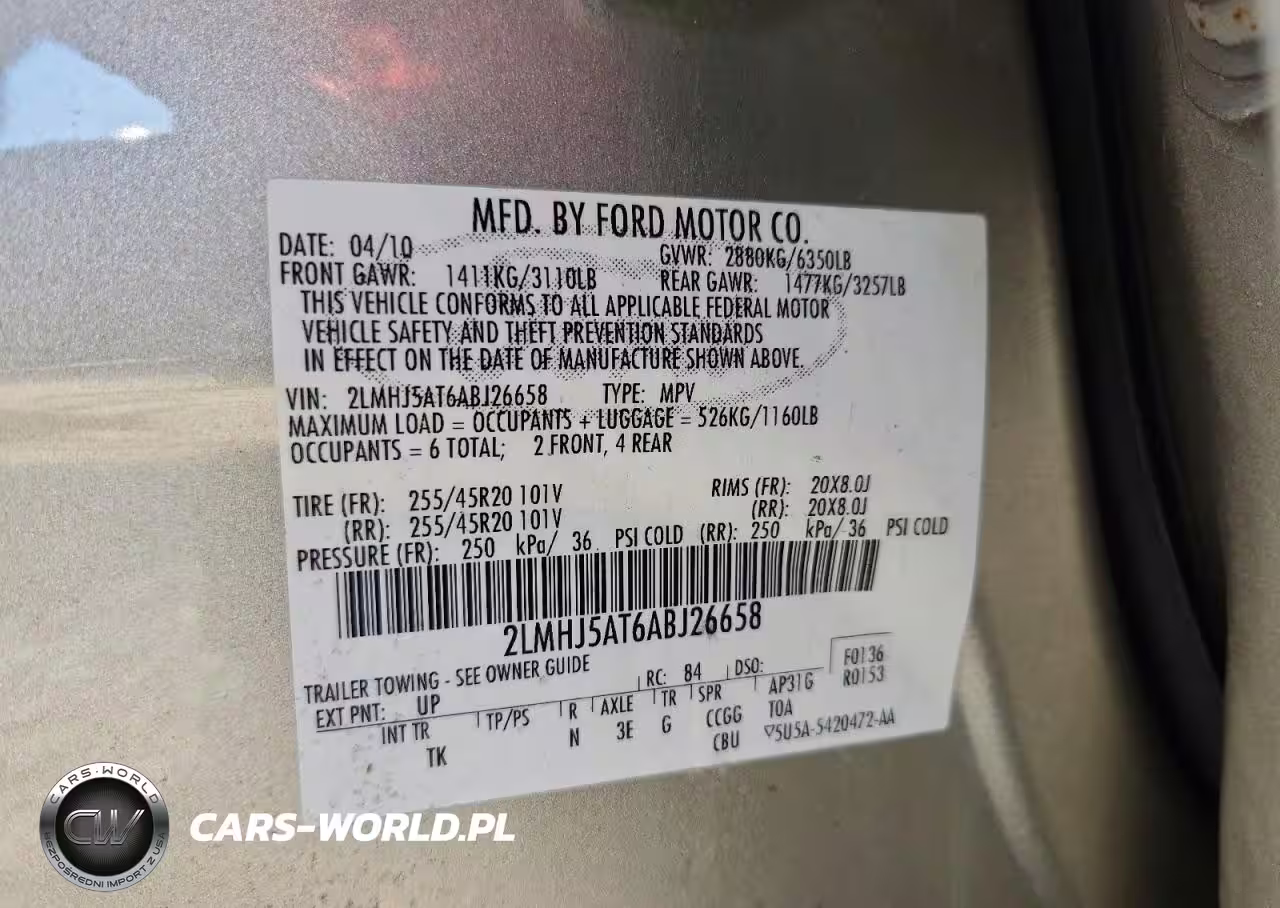 MFD. BY FORD MOTOR CO.
DATE: 04/10 GVWR: 2880KG/6350LB
FRONT GAWR: 1411KG/3110LB REAR GAWR: 1477KG/3257LB
THIS VEHICLE CONFORMS TO ALL APPLICABLE FEDERAL MOTOR
VEHICLE SAFETY AND THEFT PREVENTION STANDARDS
IN EFFECT ON THE DATE OF MANUFACTURE SHOWN ABOVE.
VIN: 2LMHJ5AT6ABJ26658 TYPE: MPV
MAXIMUM LOAD = OCCUPANTS + LUGGAGE = 526KG/1160LB
OCCUPANTS = 6 TOTAL; 2 FRONT, 4 REAR
TIRE (FR): 255/45R20 101V RIMS (FR): 20X8.0J
(RR): 255/45R20 101V (RR): 20X8.0J
PRESSURE (FR): 250 kPa/ 36 PSI COLD (RR): 250 kPa/ 36 PSI COLD
2LMHJ5AT6ABJ26658
TRAILER TOWING - SEE OWNER GUIDE
EXT PNT: UP RC: 84 DSO: F0136
R0153
INT TR TP/PS R AXLE TR SPR AP31G
TK N 3E G CCGG TOA
CBU ▽5U5A-5420472-AA
CARS-WORLD
CW
BEZPOŚREDNI IMPORT Z USA
CARS-WORLD.PL